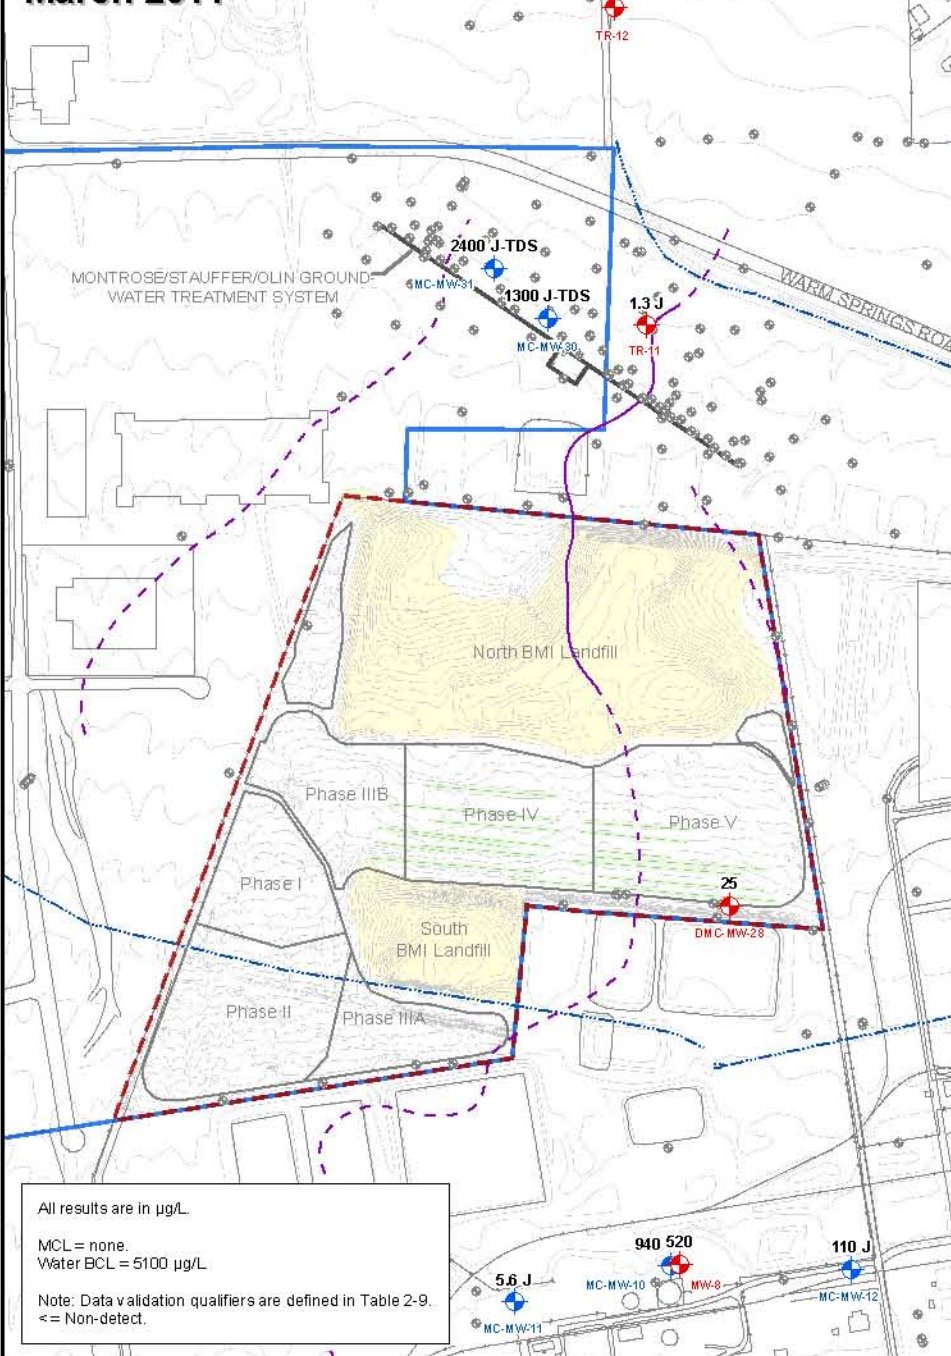 March 2011
TR-12
2400 J-TDS
MONTROSE/STAUFFER/OLIN GROUND-
WATER TREATMENT SYSTEM
MC-MW-31
1300 J-TDS
MC-MW-30
1.3 J
TR-11
WARM SPRINGS ROA
North BMI Landfill
Phase IIIB
Phase IV
Phase V
Phase I
25
DMC-MW-28
South
BMI Landfill
Phase II
Phase IIIA
All results are in µg/L.
MCL = none.
Water BCL = 5100 µg/L
Note: Data validation qualifiers are defined in Table 2-9.
< = Non-detect.
940 520
MC-MW-10
MW-8
110 J
MC-MW-12
5.6 J
MC-MW-11